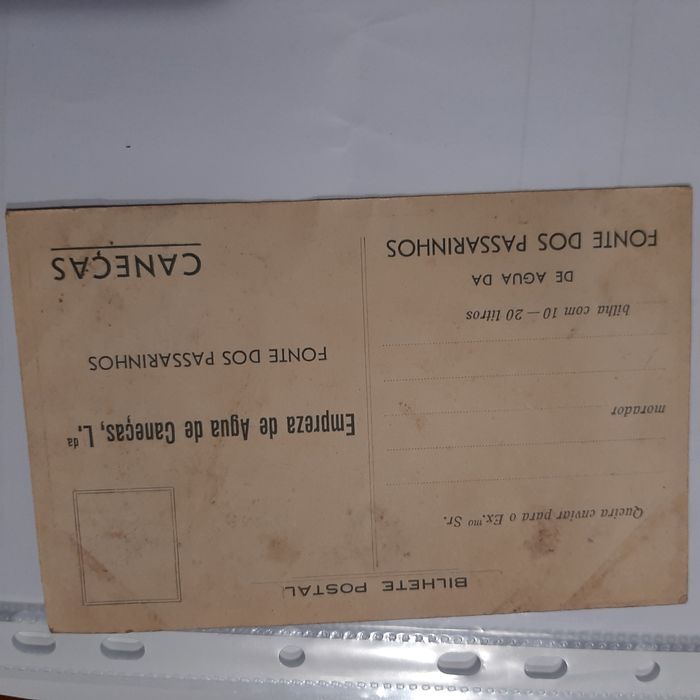 BILHETE POSTAL
Queira enviar para o Ex.mo Sr.
morador
bilha com 10 — 20 litros
DE AGUA DA
FONTE DOS PASSARINHOS
Empreza de Agua de Caneças, L.da
FONTE DOS PASSARINHOS
CANEÇAS